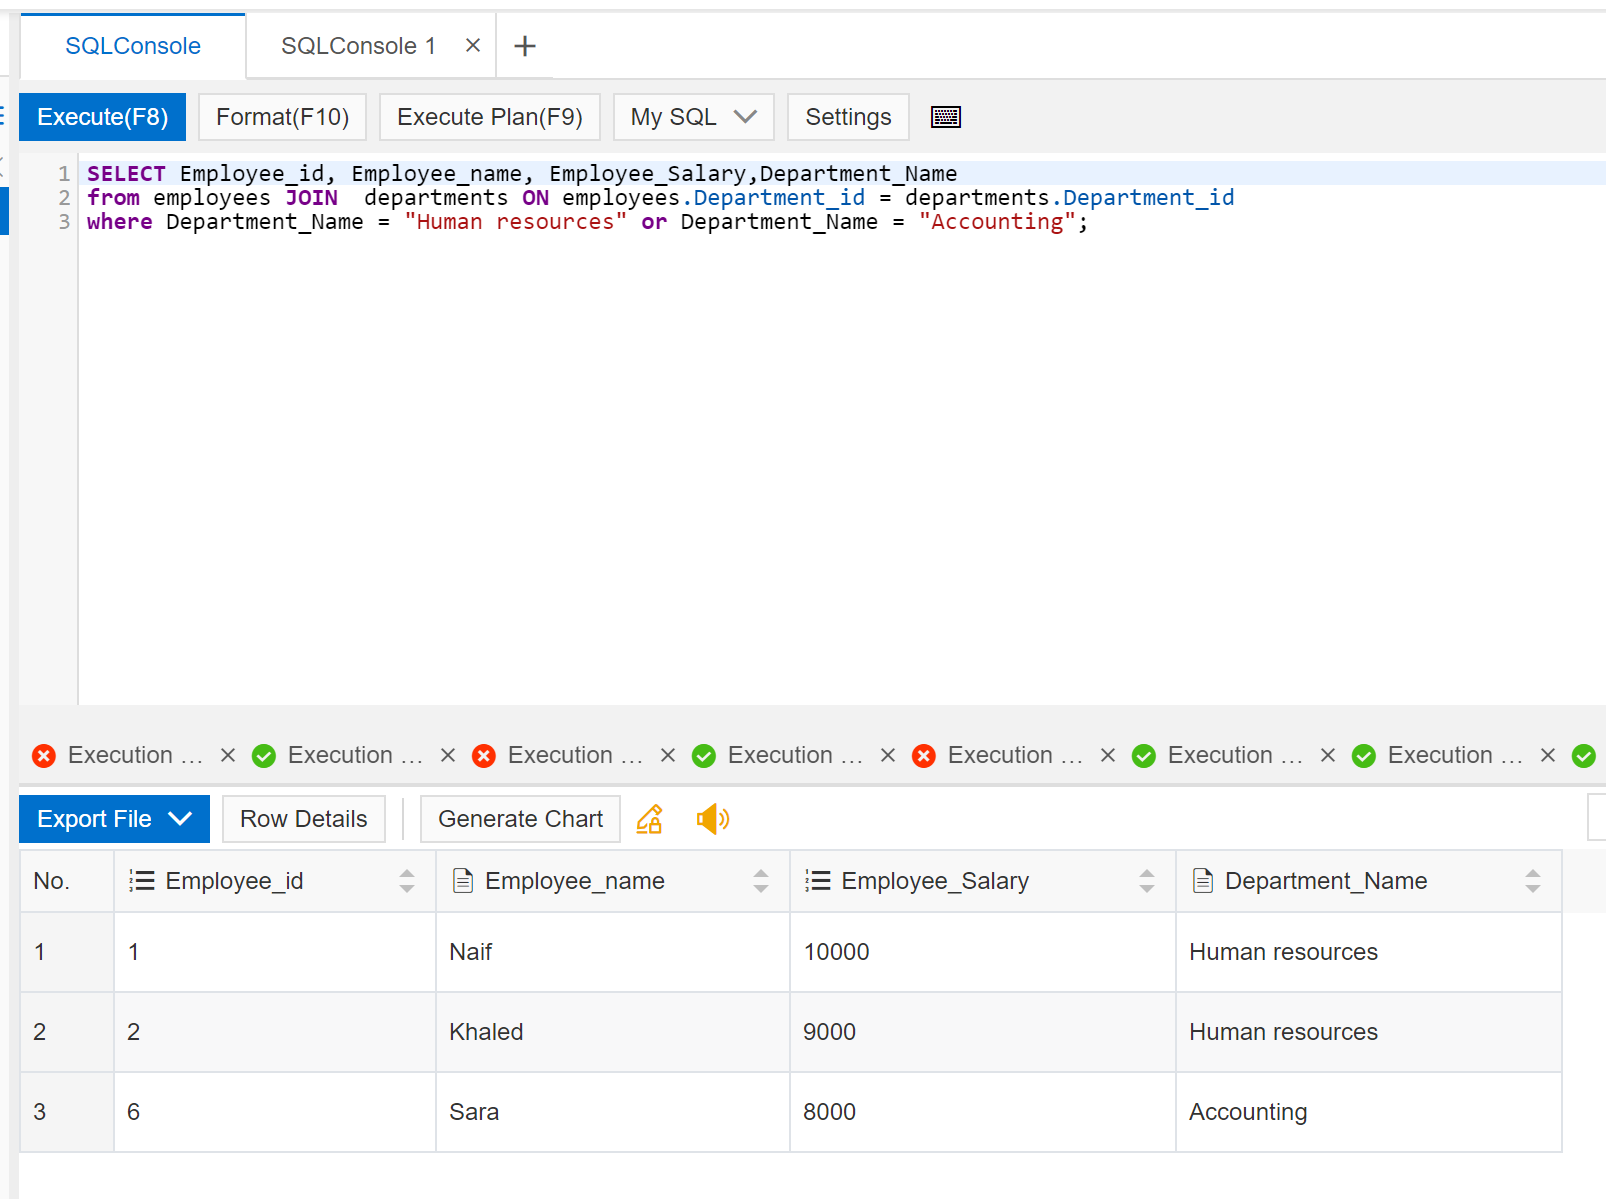 SQLConsole SQLConsole 1
Execute(F8) Format(F10) Execute Plan(F9) My SQL Settings
1 SELECT Employee_id, Employee_name, Employee_Salary,Department_Name
2 from employees JOIN  departments ON employees.Department_id = departments.Department_id
3 where Department_Name = "Human resources" or Department_Name = "Accounting";
Execution ... Execution ... Execution ... Execution ... Execution ... Execution ... Execution ...
Export File Row Details Generate Chart
No. Employee_id Employee_name Employee_Salary Department_Name
1 1 Naif 10000 Human resources
2 2 Khaled 9000 Human resources
3 6 Sara 8000 Accounting